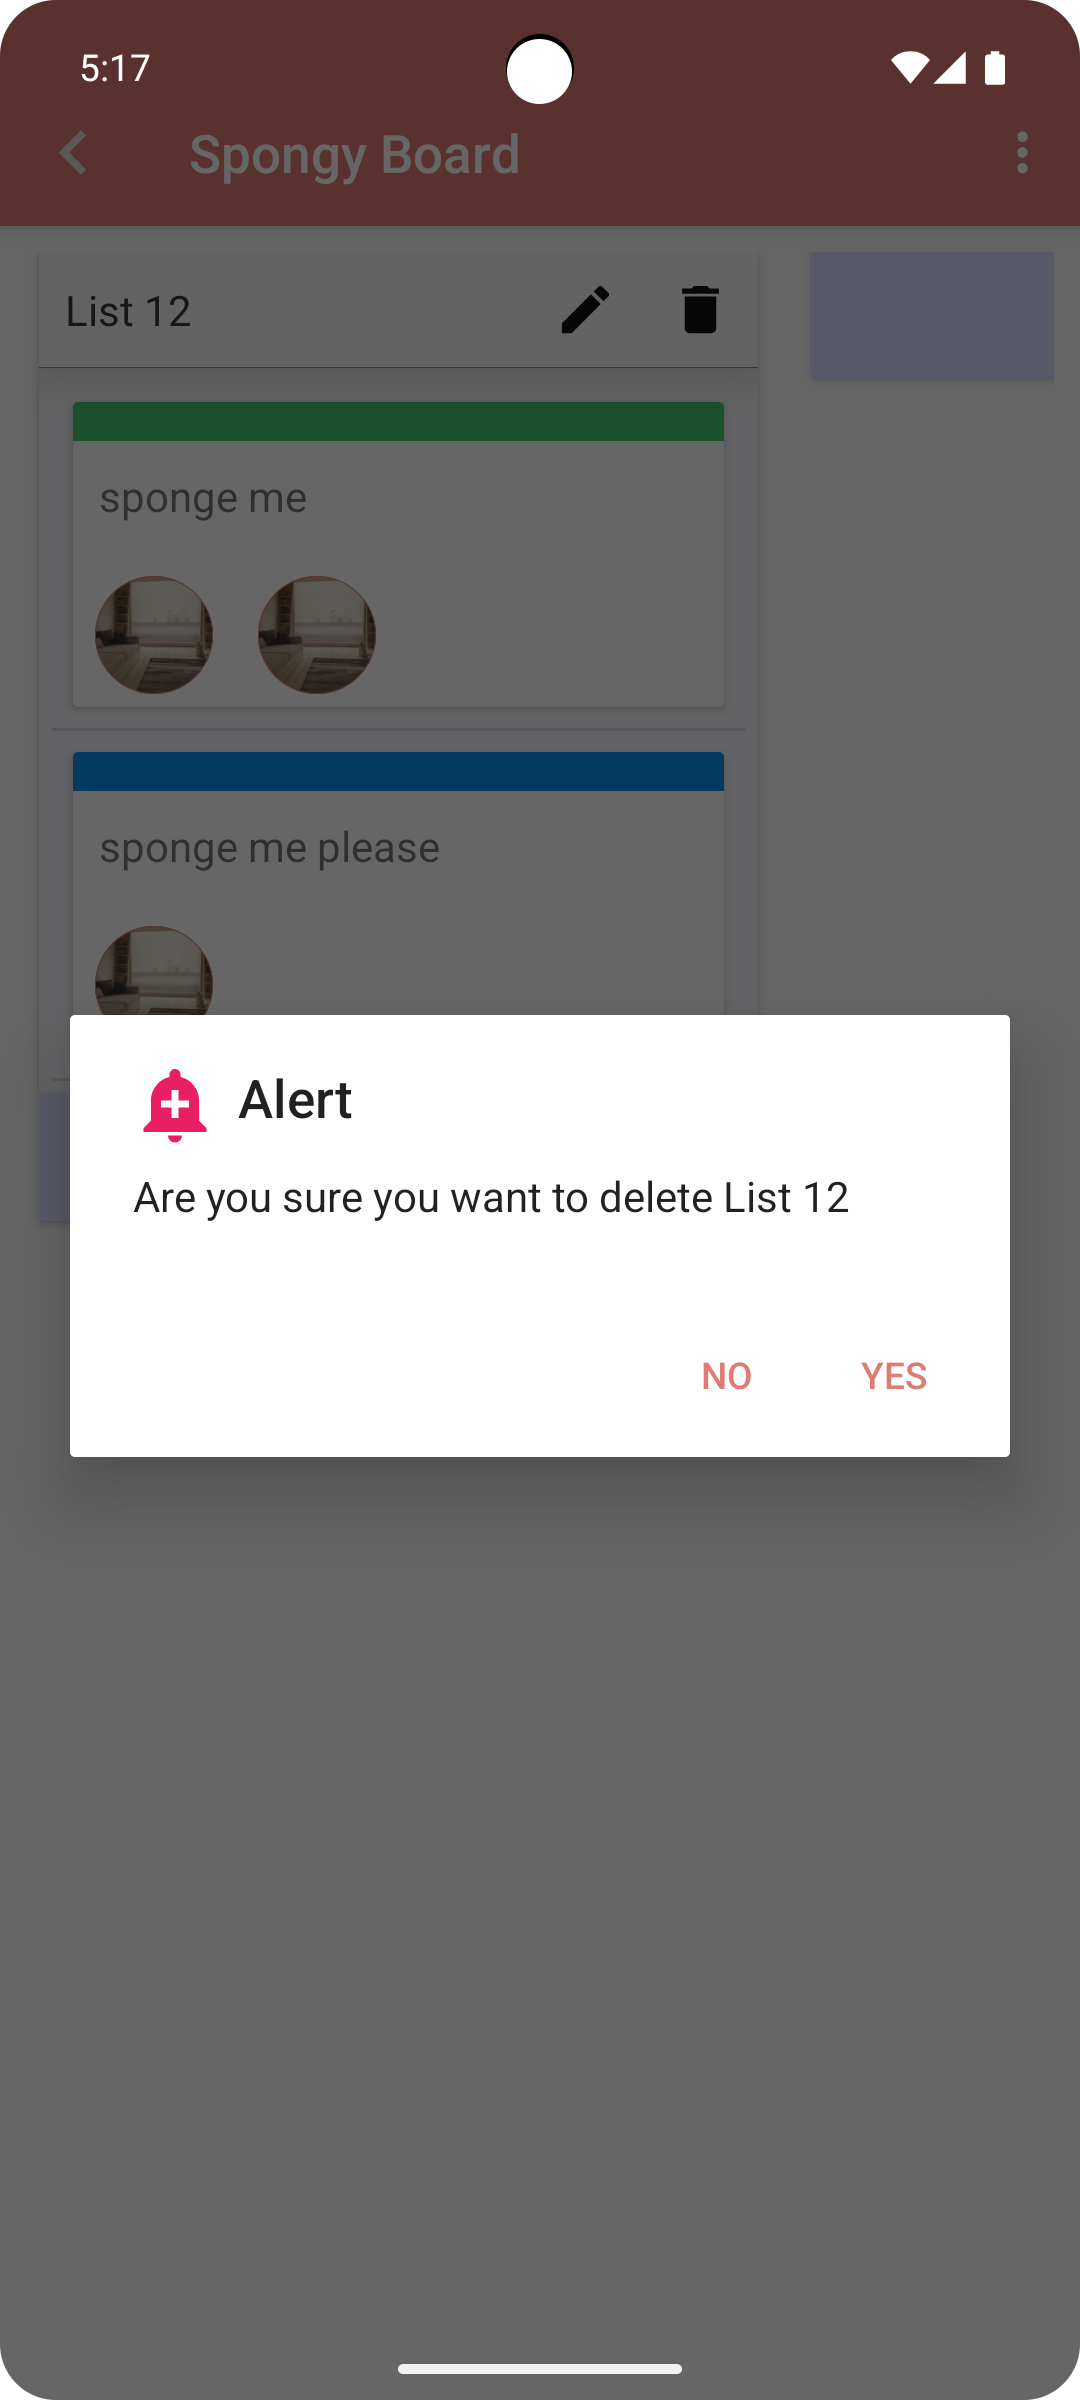 5:17
Spongy Board
List 12
sponge me
sponge me please
Alert
Are you sure you want to delete List 12
NO YES